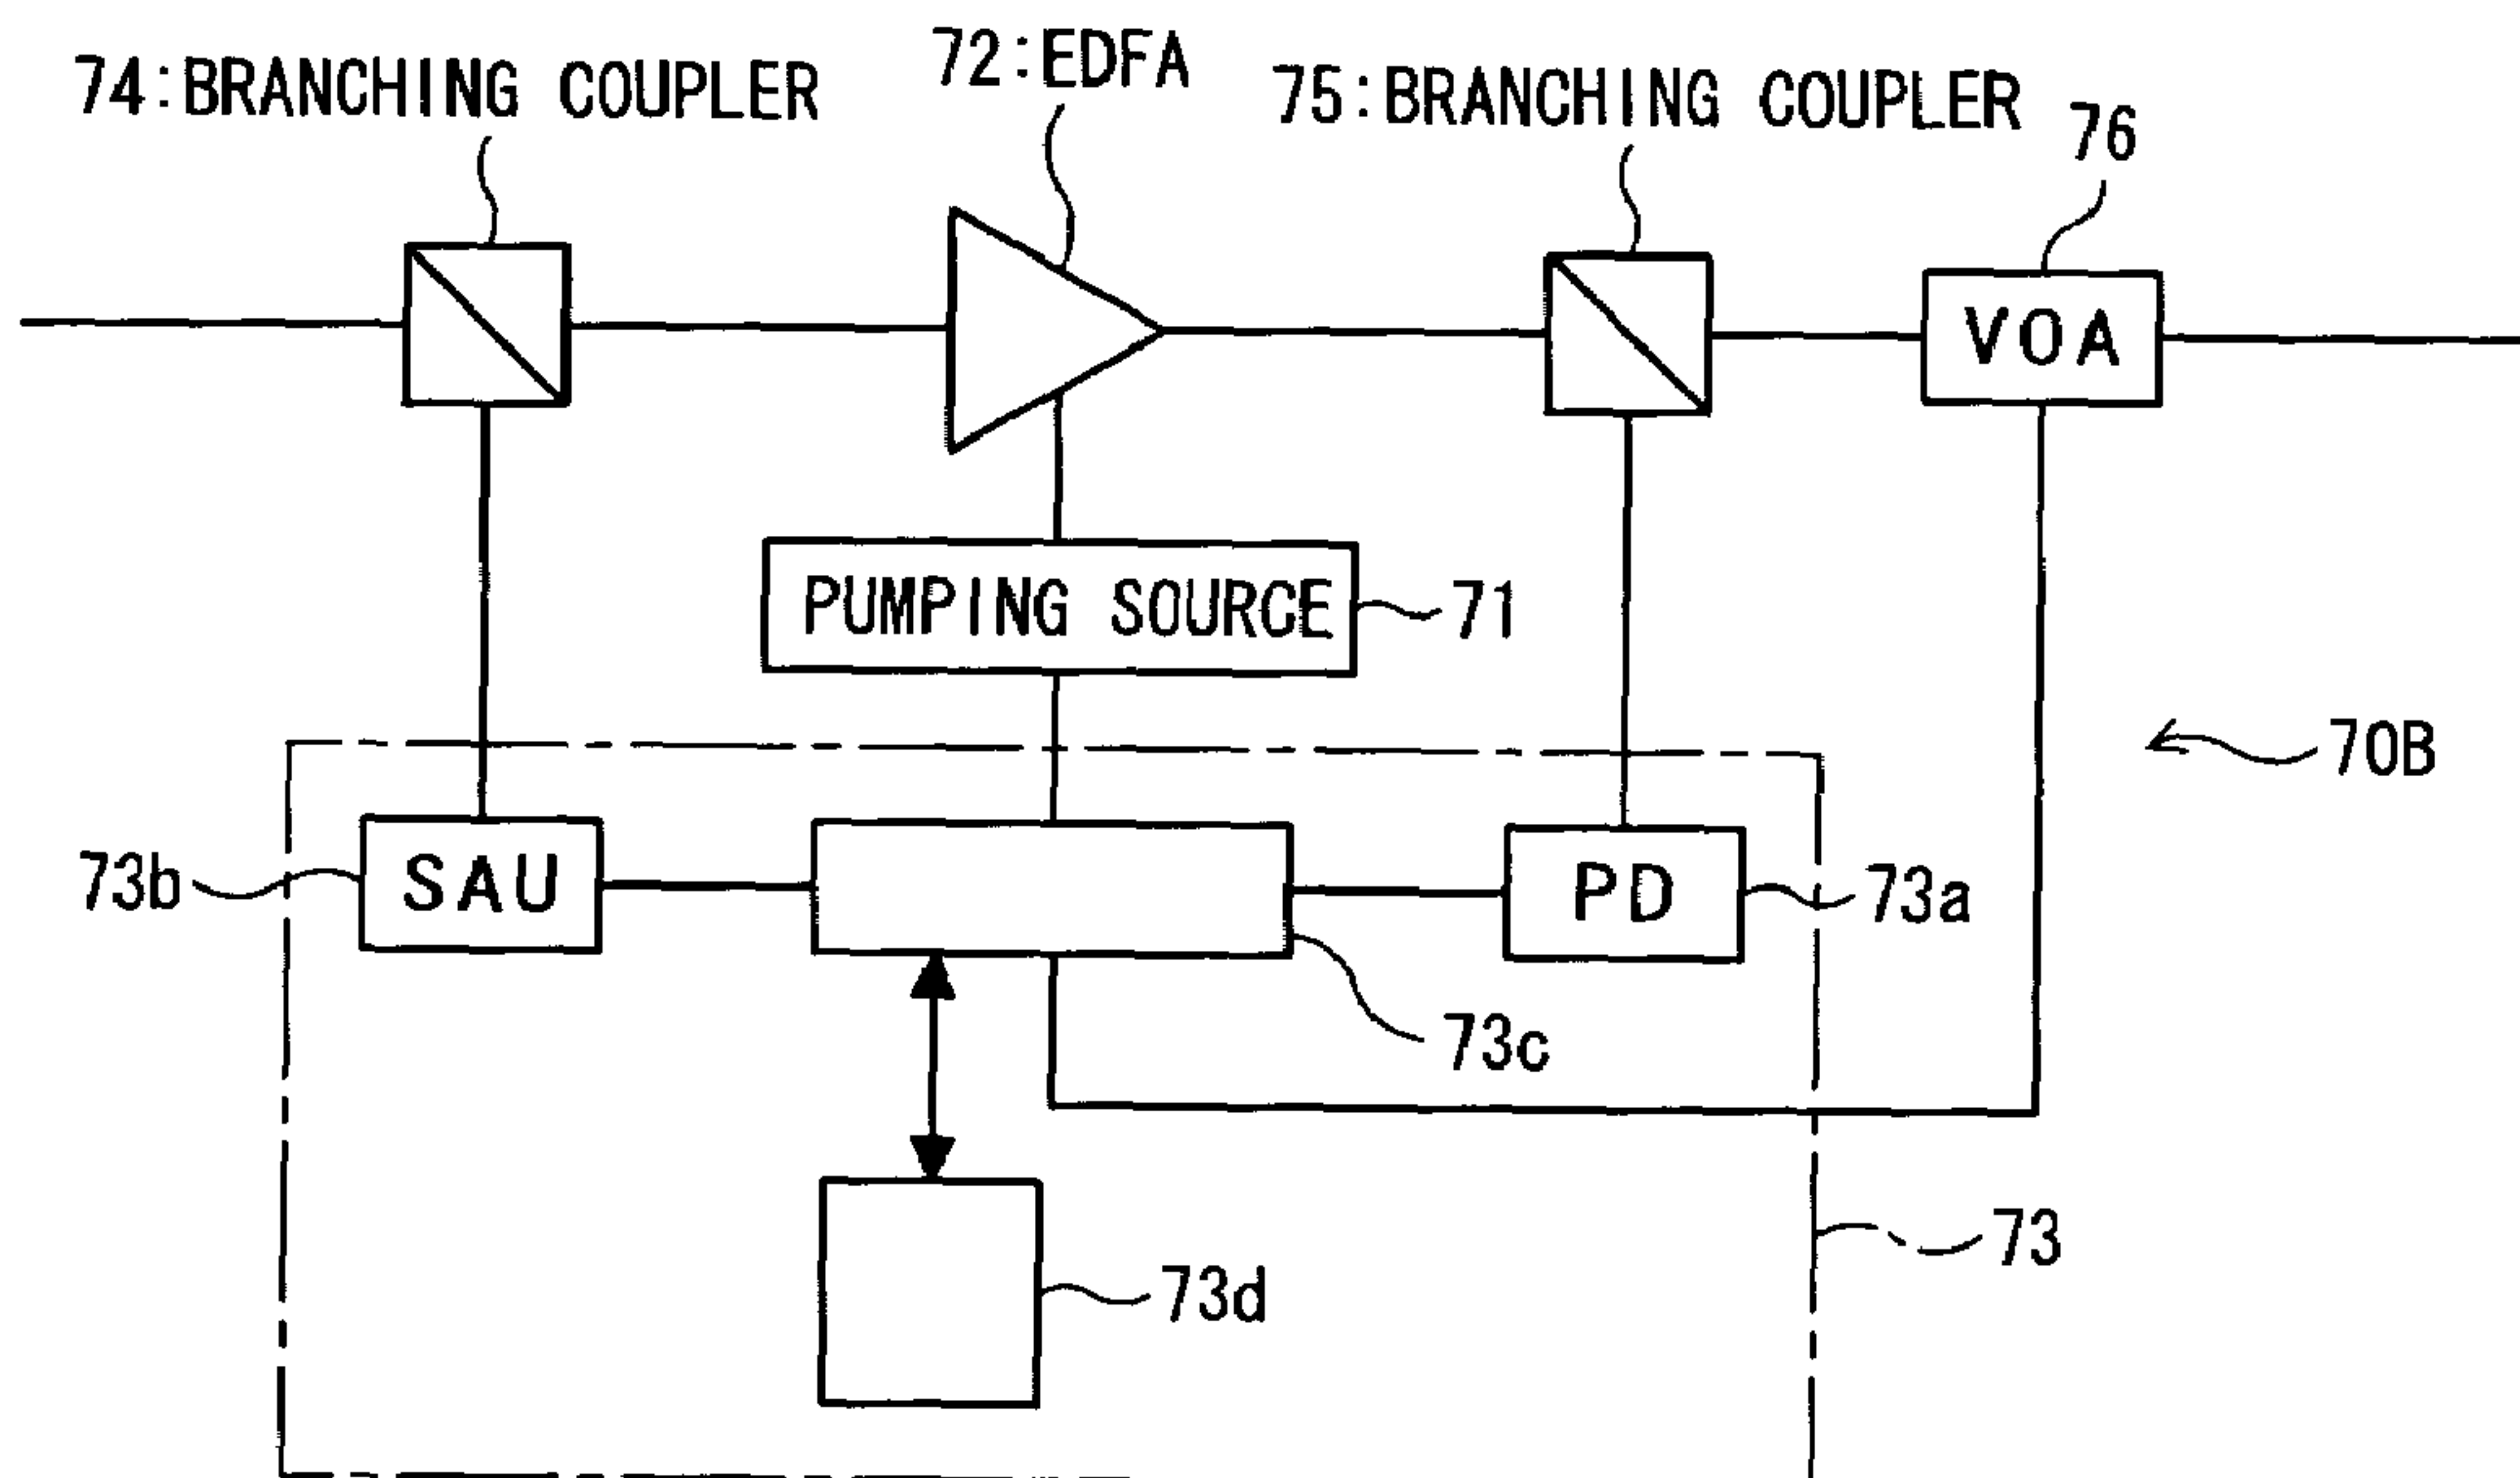 72:EDFA
74:BRANCHING COUPLER
75:BRANCHING COUPLER
76
VOA
PUMPING SOURCE
71
70B
73b
SAU
PD
73a
73c
73
73d